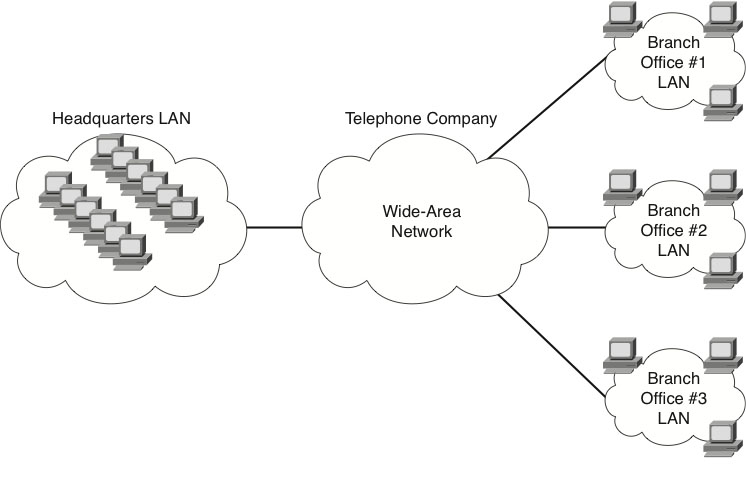 Headquarters LAN
Telephone Company
Wide-Area
Network
Branch
Office #1
LAN
Branch
Office #2
LAN
Branch
Office #3
LAN